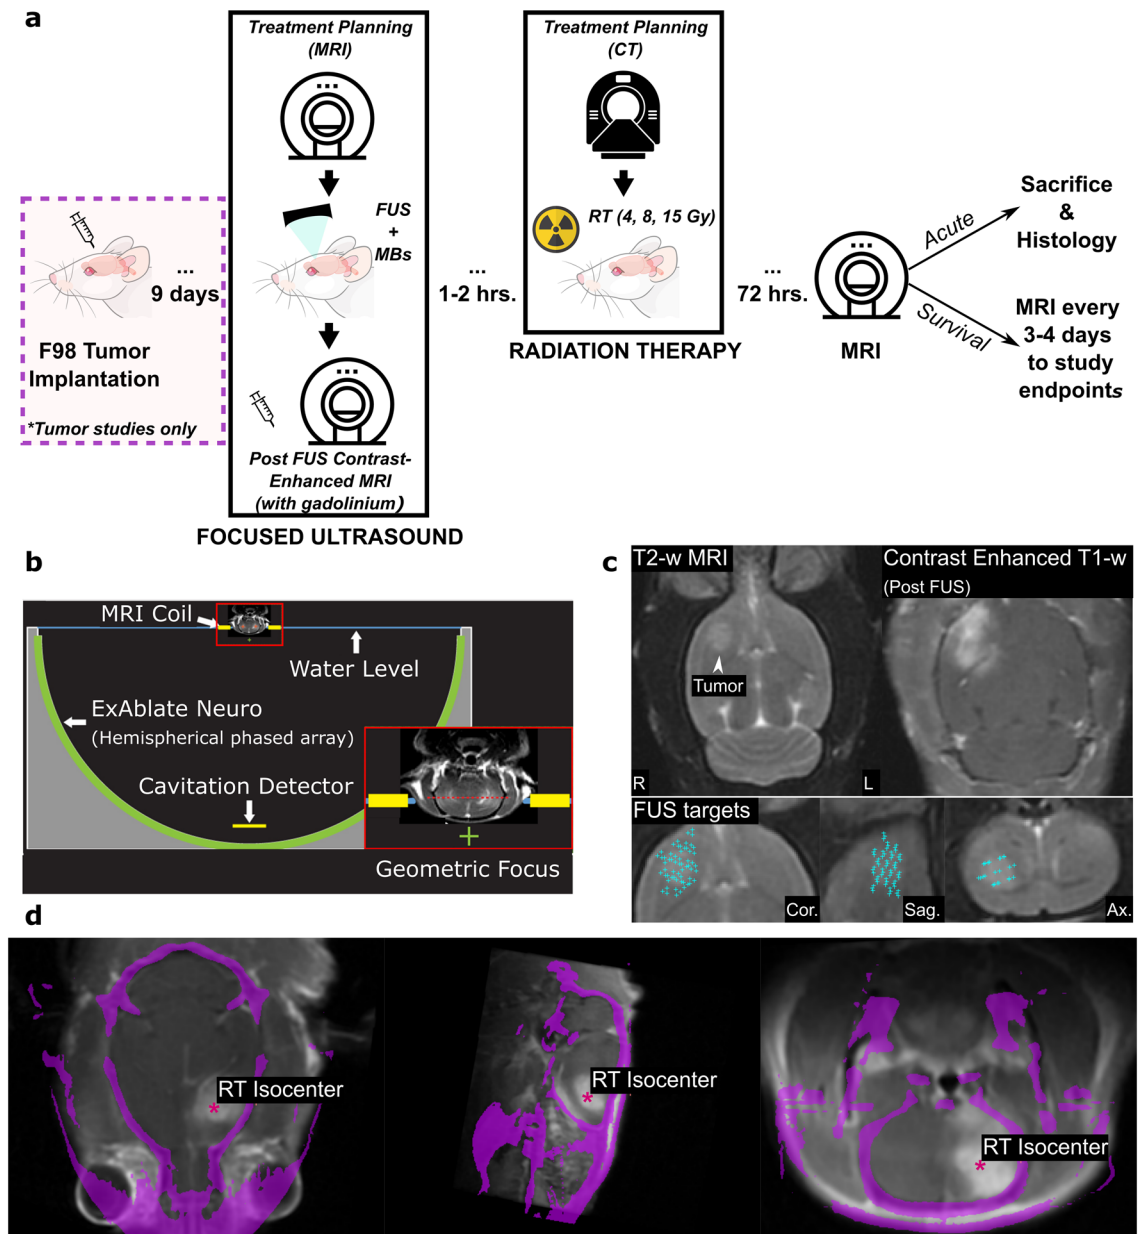 a
Treatment Planning
(MRI)
FUS
+
MBs
Post FUS Contrast-
Enhanced MRI
(with gadolinium)
FOCUSED ULTRASOUND
...
9 days
F98 Tumor
Implantation
*Tumor studies only
...
1-2 hrs.
Treatment Planning
(CT)
RT (4, 8, 15 Gy)
RADIATION THERAPY
...
72 hrs.
MRI
Acute
Survival
Sacrifice
&
Histology
MRI every
3-4 days
to study
endpoints
b
MRI Coil
Water Level
ExAblate Neuro
(Hemispherical phased array)
Cavitation Detector
+
Geometric Focus
c
T2-w MRI
Contrast Enhanced T1-w
(Post FUS)
Tumor
R
L
FUS targets
Cor.
Sag.
Ax.
d
RT Isocenter
*
RT Isocenter
*
RT Isocenter
*